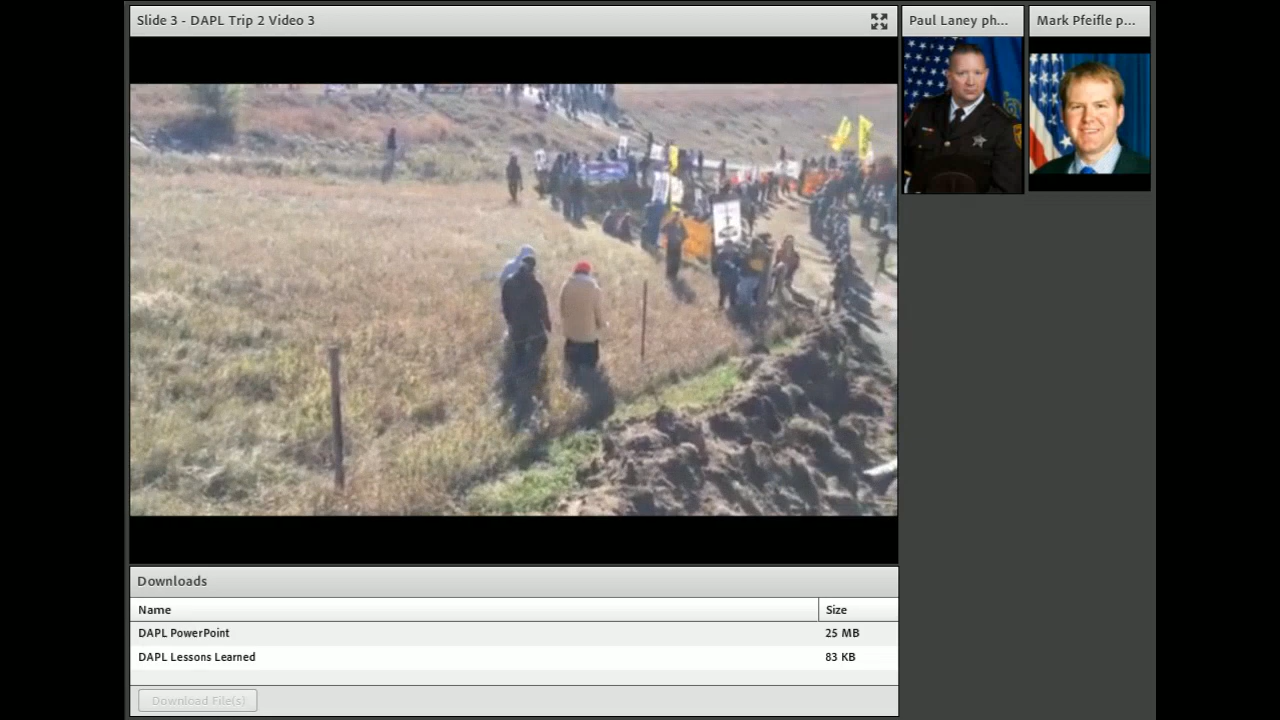 Slide 3 - DAPL Trip 2 Video 3
Paul Laney ph...
Mark Pfeifle p...
Downloads
Name
Size
DAPL PowerPoint
25 MB
DAPL Lessons Learned
83 KB
Download File(s)